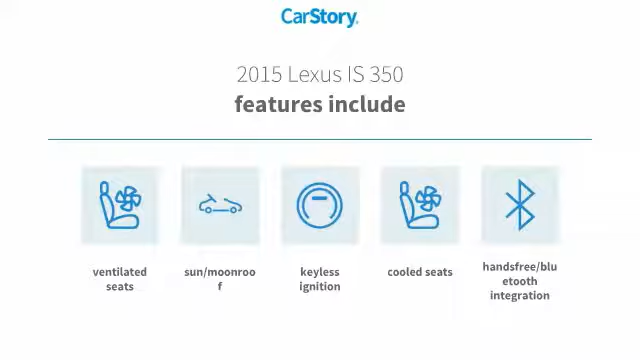 CarStory.
2015 Lexus IS 350
features include
ventilated
seats
sun/moonroo
f
keyless
ignition
cooled seats
handsfree/blu
etooth
integration